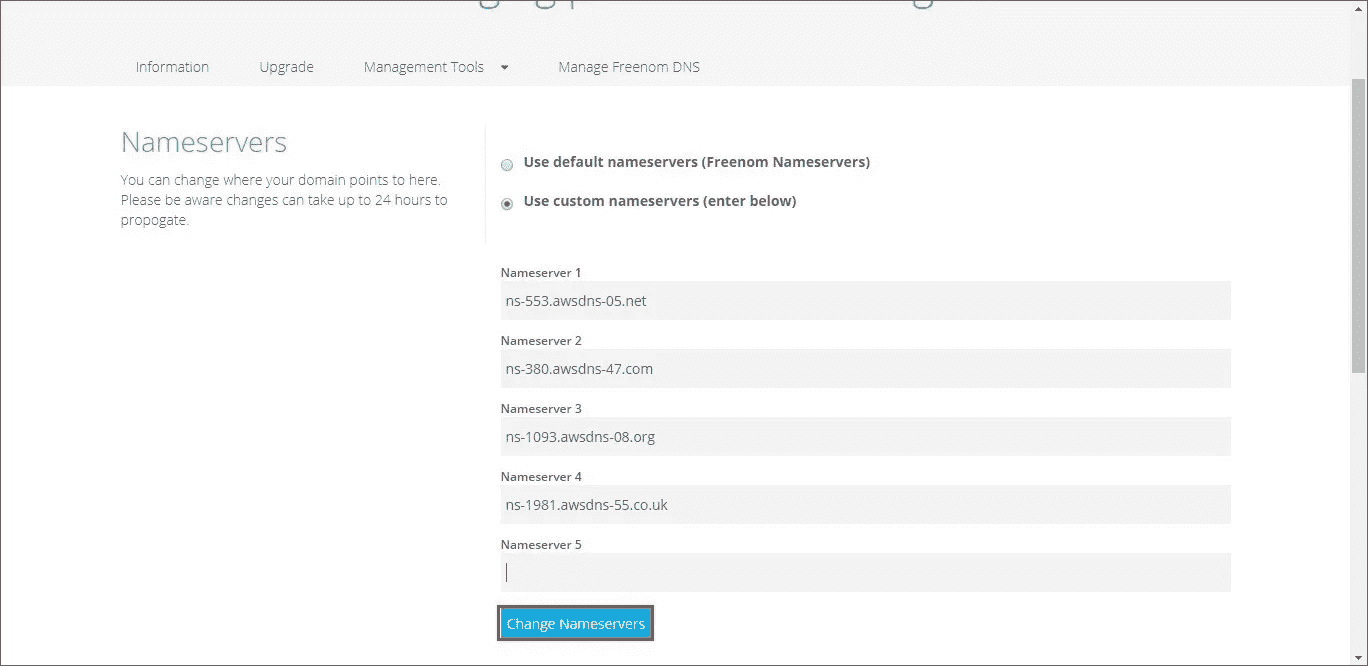 Information Upgrade Management Tools Manage Freenom DNS
Nameservers
You can change where your domain points to here.
Please be aware changes can take up to 24 hours to
propogate.
Use default nameservers (Freenom Nameservers)
Use custom nameservers (enter below)
Nameserver 1
ns-553.awsdns-05.net
Nameserver 2
ns-380.awsdns-47.com
Nameserver 3
ns-1093.awsdns-08.org
Nameserver 4
ns-1981.awsdns-55.co.uk
Nameserver 5
Change Nameservers